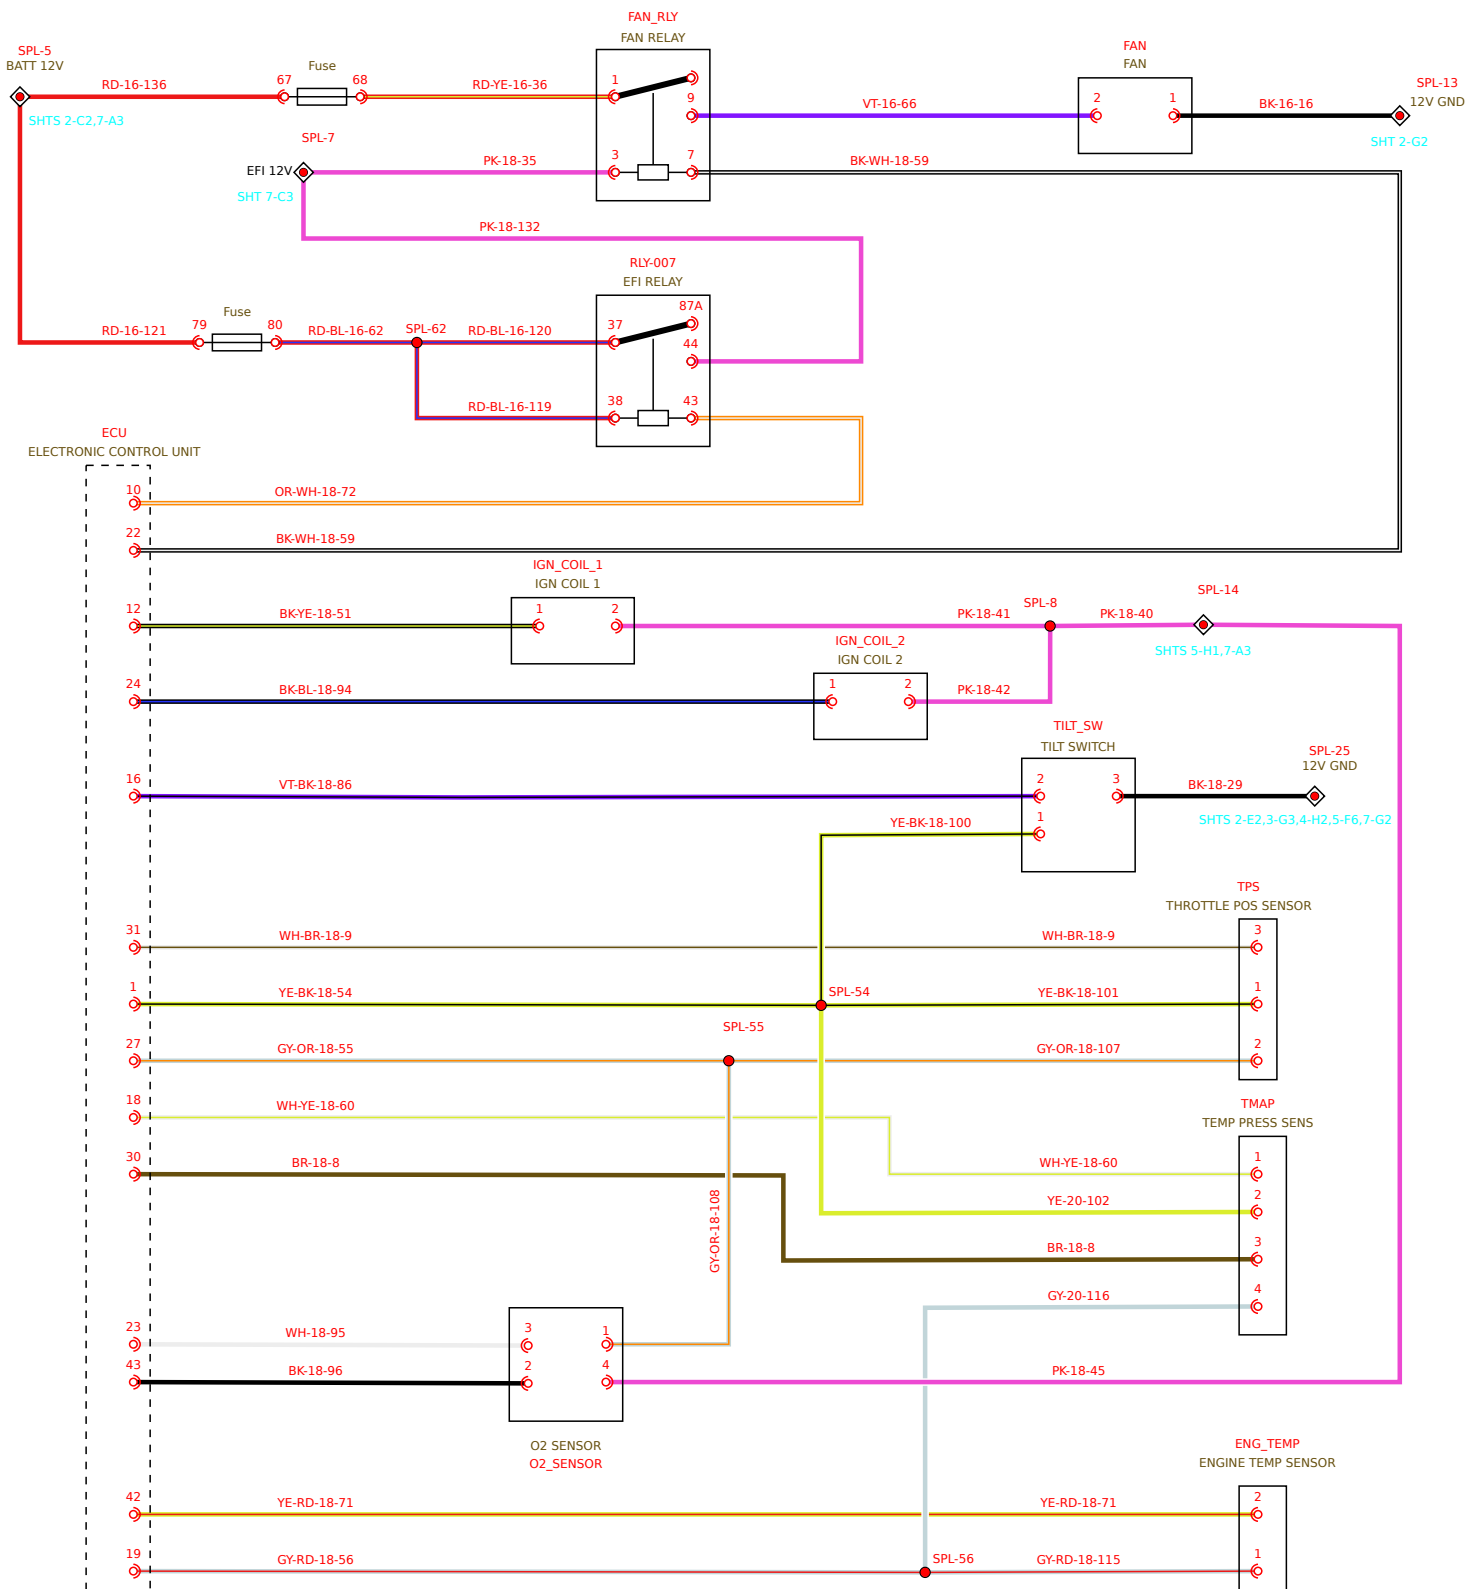 FAN_RLY
FAN RELAY
FAN
FAN
SPL-5
BATT 12V
RD-16-136
67
Fuse
68
RD-YE-16-36
1
9
VT-16-66
2
1
BK-16-16
SPL-13
12V GND
SHTS 2-C2,7-A3
SHT 2-G2
SPL-7
EFI 12V
PK-18-35
3
7
BK-WH-18-59
SHT 7-C3
PK-18-132
RLY-007
EFI RELAY
87A
Fuse
RD-16-121
79
80
RD-BL-16-62
SPL-62
RD-BL-16-120
37
44
RD-BL-16-119
38
43
ECU
ELECTRONIC CONTROL UNIT
10
OR-WH-18-72
22
BK-WH-18-59
IGN_COIL_1
IGN COIL 1
SPL-14
12
BK-YE-18-51
1
2
PK-18-41
SPL-8
PK-18-40
SHTS 5-H1,7-A3
IGN_COIL_2
IGN COIL 2
24
BK-BL-18-94
1
2
PK-18-42
TILT_SW
TILT SWITCH
SPL-25
12V GND
16
VT-BK-18-86
2
3
BK-18-29
SHTS 2-E2,3-G3,4-H2,5-F6,7-G2
YE-BK-18-100
1
TPS
THROTTLE POS SENSOR
31
WH-BR-18-9
WH-BR-18-9
3
1
YE-BK-18-54
SPL-54
YE-BK-18-101
1
SPL-55
27
GY-OR-18-55
GY-OR-18-107
2
18
WH-YE-18-60
TMAP
TEMP PRESS SENS
30
BR-18-8
WH-YE-18-60
1
GY-OR-18-108
YE-20-102
2
BR-18-8
3
GY-20-116
4
23
WH-18-95
3
1
43
BK-18-96
2
4
PK-18-45
O2 SENSOR
O2_SENSOR
ENG_TEMP
ENGINE TEMP SENSOR
42
YE-RD-18-71
YE-RD-18-71
2
19
GY-RD-18-56
SPL-56
GY-RD-18-115
1